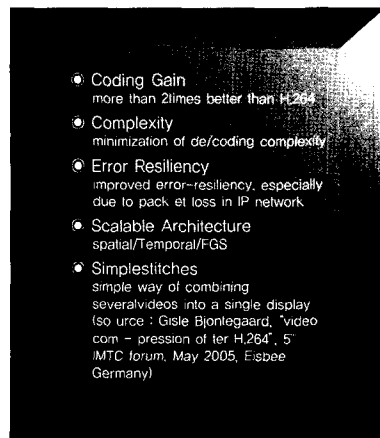 Coding Gain
more than 2times better than H.264
Complexity
minimization of de/coding complexity
Error Resiliency
improved error-resiliency, especially
due to pack et loss in IP network
Scalable Architecture
spatial/Temporal/FGS
Simplestitches
simple way of combining
severalvideos into a single display
(so urce : Gisle Bjontegaard, "video
com - pression of ter H.264", 5"
IMTC forum, May 2005, Eisbee
Germany)